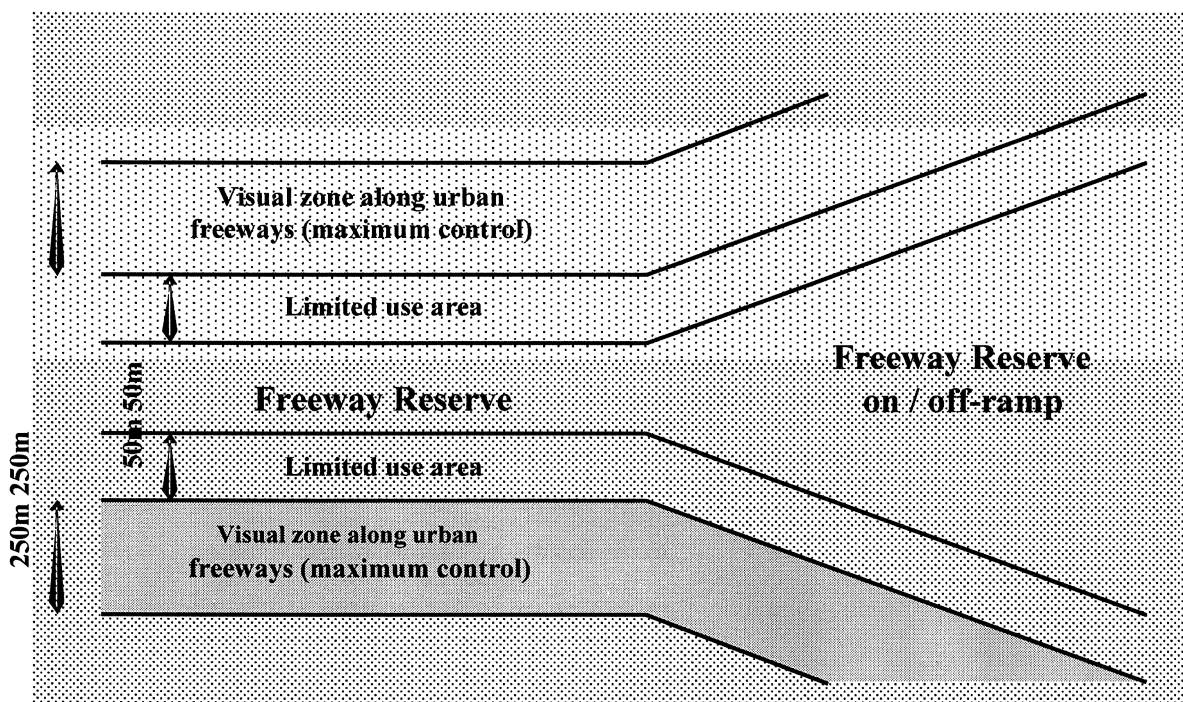 Visual zone along urban
freeways (maximum control)
Limited use area
Freeway Reserve
Freeway Reserve
on / off-ramp
50m 50m
Limited use area
250m 250m
Visual zone along urban
freeways (maximum control)